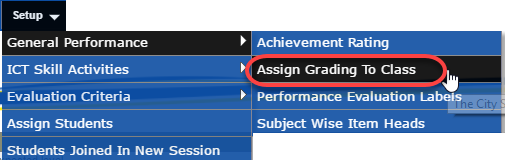 Setup
General Performance
Achievement Rating
ICT Skill Activities
Assign Grading To Class
Evaluation Criteria
Performance Evaluation Labels
Assign Students
Subject Wise Item Heads
Students Joined In New Session
The City S